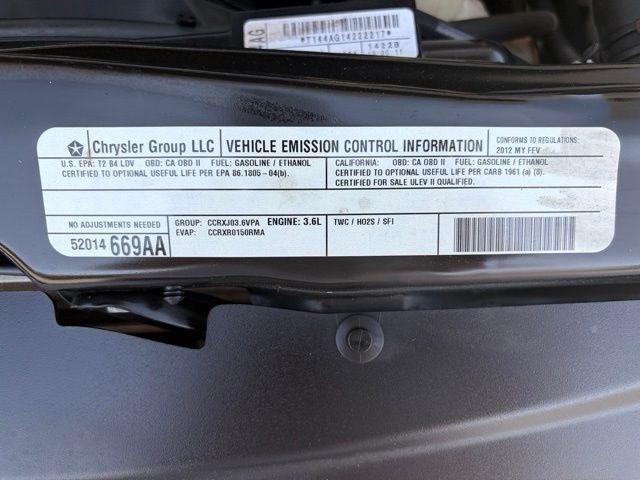 *T144AG14222217*
14228
Chrysler Group LLC
VEHICLE EMISSION CONTROL INFORMATION
CONFORMS TO REGULATIONS:
2012 MY FFV
U.S. EPA: T2 B4 LDV OBD: CA OBD II FUEL: GASOLINE / ETHANOL
CERTIFIED TO OPTIONAL USEFUL LIFE PER EPA 86.1805-04(b).
CALIFORNIA: OBD: CA OBD II FUEL: GASOLINE / ETHANOL
CERTIFIED TO OPTIONAL USEFUL LIFE PER CARB 1961 (a) (8).
CERTIFIED FOR SALE ULEV II QUALIFIED.
NO ADJUSTMENTS NEEDED
52014 669AA
GROUP: CCRXJ03.6VPA ENGINE: 3.6L
EVAP: CCRXR0150RMA
TWC / HO2S / SFI